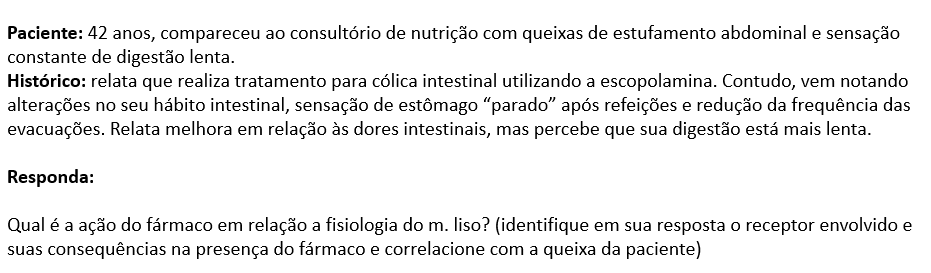 Paciente: 42 anos, compareceu ao consultório de nutrição com queixas de estufamento abdominal e sensação
constante de digestão lenta.
Histórico: relata que realiza tratamento para cólica intestinal utilizando a escopolamina. Contudo, vem notando
alterações no seu hábito intestinal, sensação de estômago “parado” após refeições e redução da frequência das
evacuações. Relata melhora em relação às dores intestinais, mas percebe que sua digestão está mais lenta.
Responda:
Qual é a ação do fármaco em relação a fisiologia do m. liso? (identifique em sua resposta o receptor envolvido e
suas consequências na presença do fármaco e correlacione com a queixa da paciente)